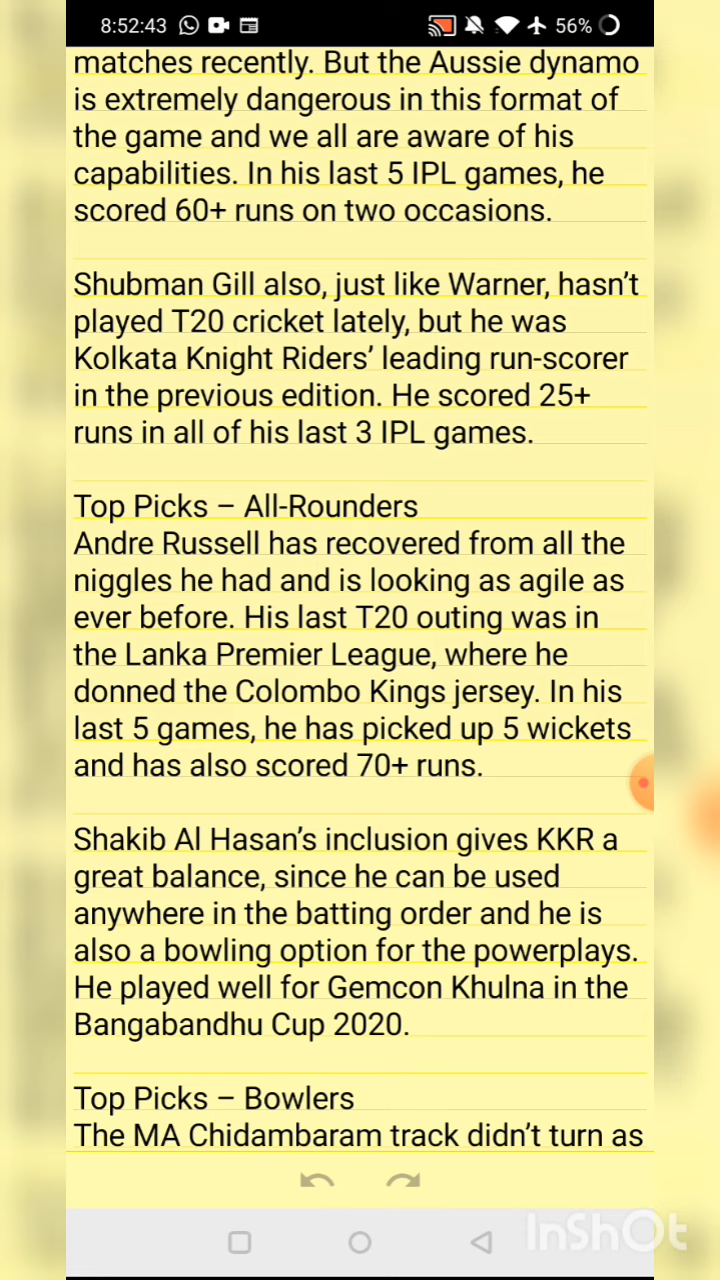 8:52:43
56%
matches recently. But the Aussie dynamo
is extremely dangerous in this format of
the game and we all are aware of his
capabilities. In his last 5 IPL games, he
scored 60+ runs on two occasions.
Shubman Gill also, just like Warner, hasn’t
played T20 cricket lately, but he was
Kolkata Knight Riders’ leading run-scorer
in the previous edition. He scored 25+
runs in all of his last 3 IPL games.
Top Picks – All-Rounders
Andre Russell has recovered from all the
niggles he had and is looking as agile as
ever before. His last T20 outing was in
the Lanka Premier League, where he
donned the Colombo Kings jersey. In his
last 5 games, he has picked up 5 wickets
and has also scored 70+ runs.
Shakib Al Hasan’s inclusion gives KKR a
great balance, since he can be used
anywhere in the batting order and he is
also a bowling option for the powerplays.
He played well for Gemcon Khulna in the
Bangabandhu Cup 2020.
Top Picks – Bowlers
The MA Chidambaram track didn’t turn as
InShOt